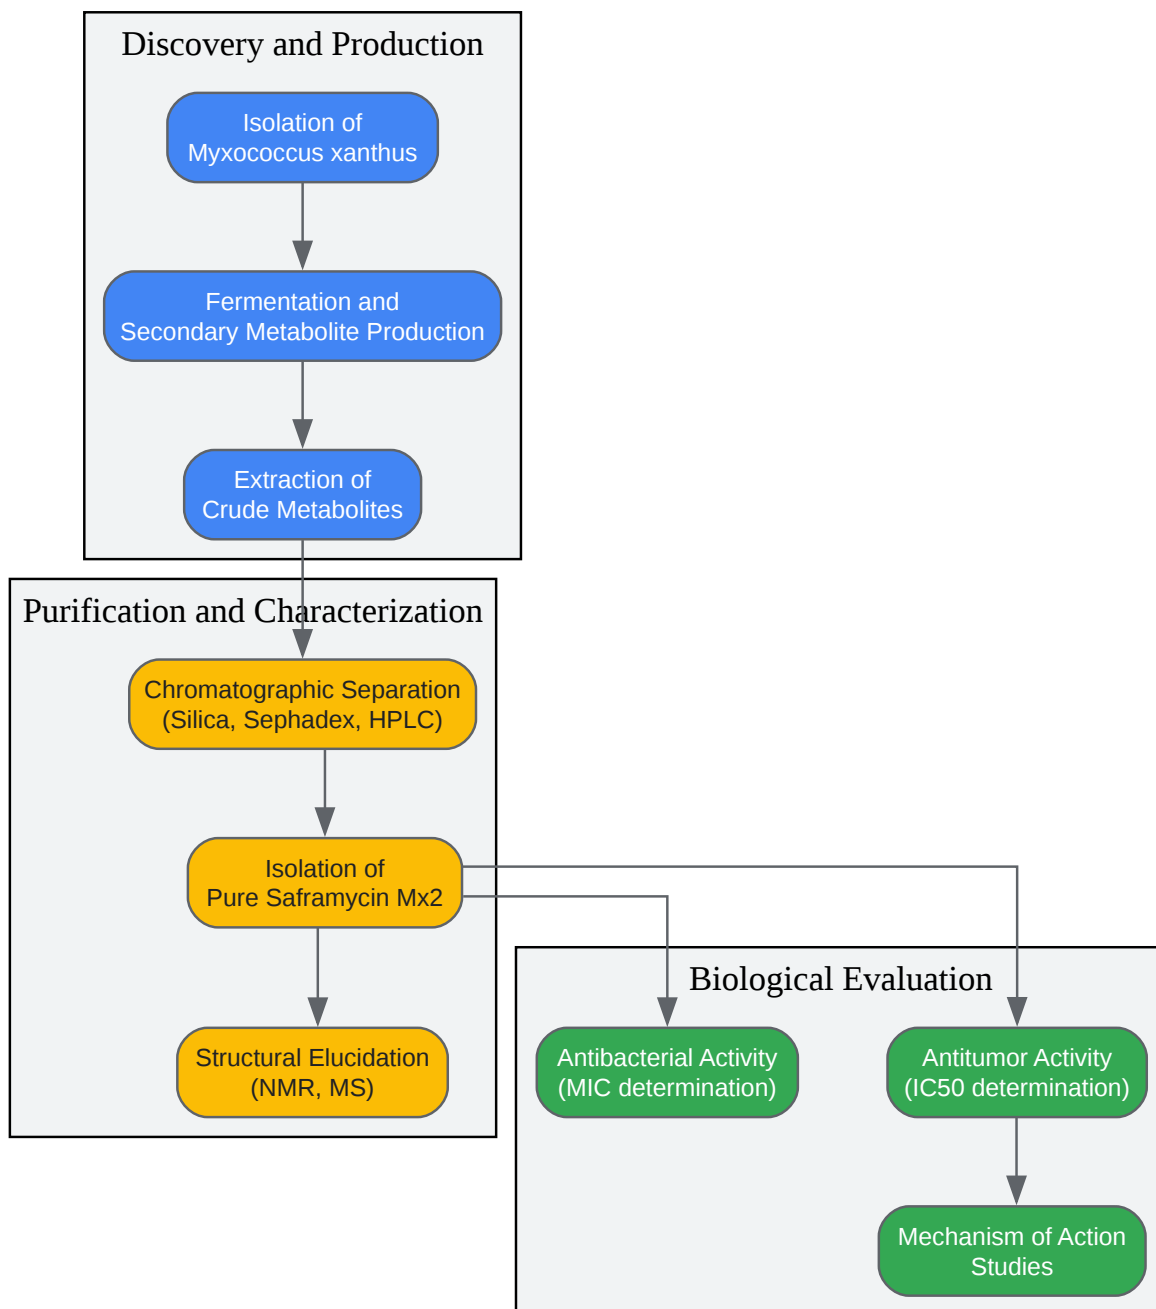 Discovery and Production
Isolation of
Myxococcus xanthus
Fermentation and
Secondary Metabolite Production
Extraction of
Crude Metabolites
Purification and Characterization
Chromatographic Separation
(Silica, Sephadex, HPLC)
Isolation of
Pure Saframycin Mx2
Structural Elucidation
(NMR, MS)
Biological Evaluation
Antibacterial Activity
(MIC determination)
Antitumor Activity
(IC50 determination)
Mechanism of Action
Studies